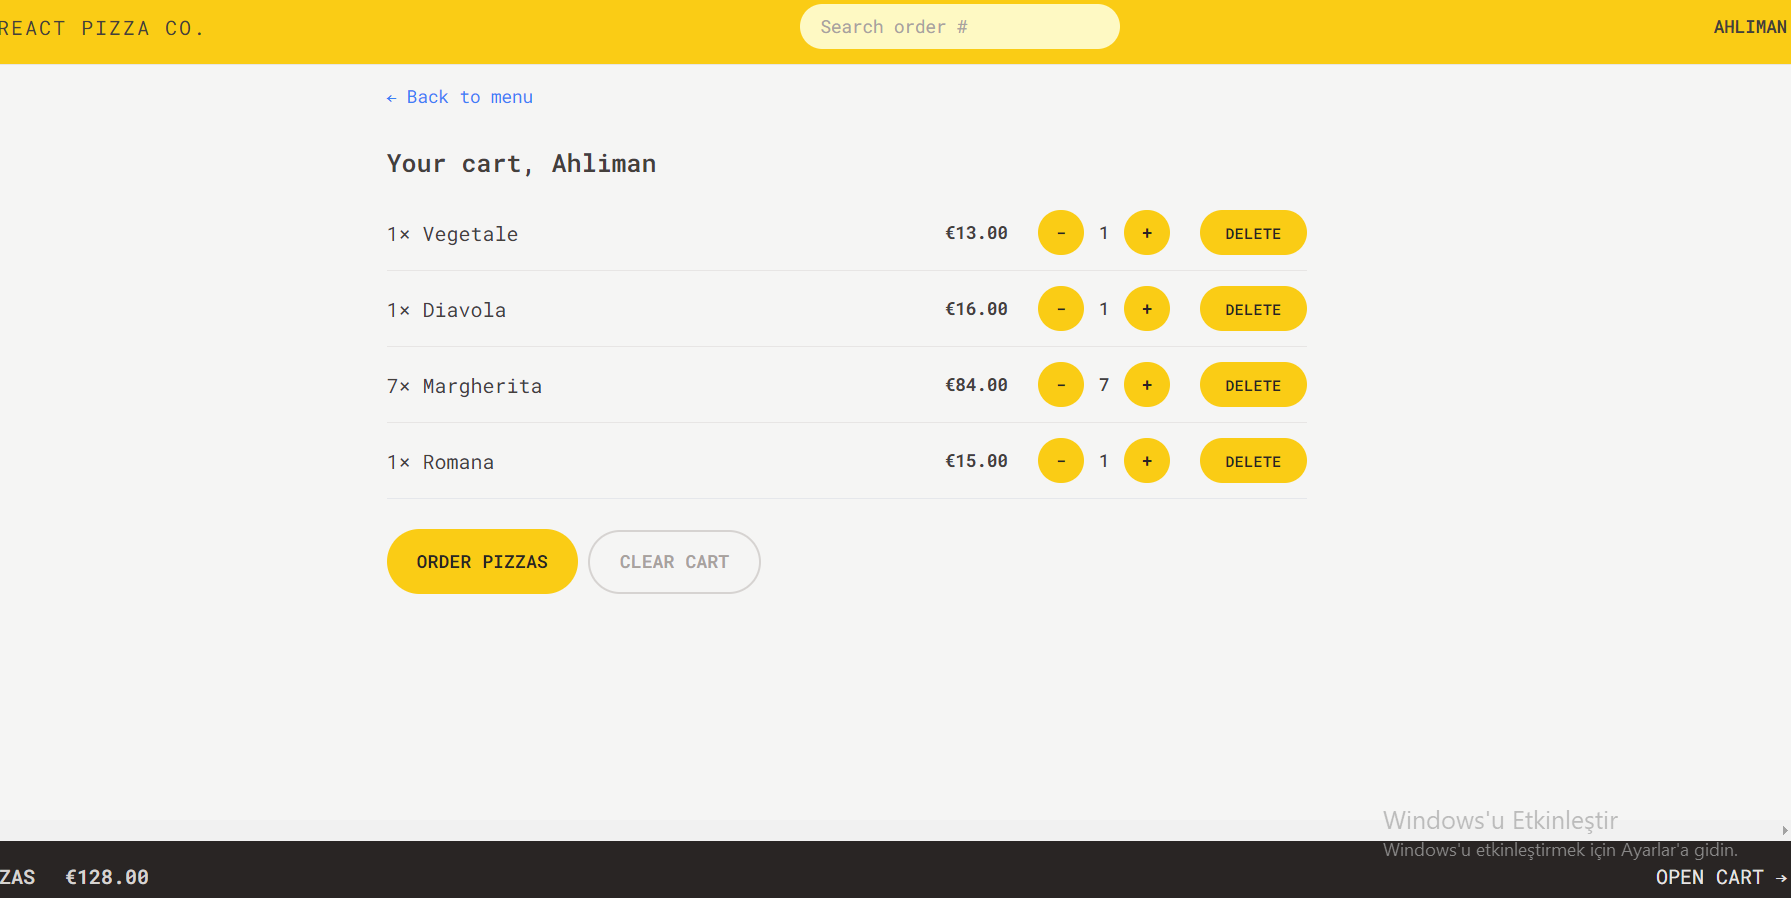 REACT PIZZA CO.
Search order #
AHLIMAN
← Back to menu
Your cart, Ahliman
1× Vegetale €13.00 - 1 + DELETE
1× Diavola €16.00 - 1 + DELETE
7× Margherita €84.00 - 7 + DELETE
1× Romana €15.00 - 1 + DELETE
ORDER PIZZAS CLEAR CART
Windows'u Etkinleştir
Windows'u etkinleştirmek için Ayarlar'a gidin.
ZAS €128.00 OPEN CART →